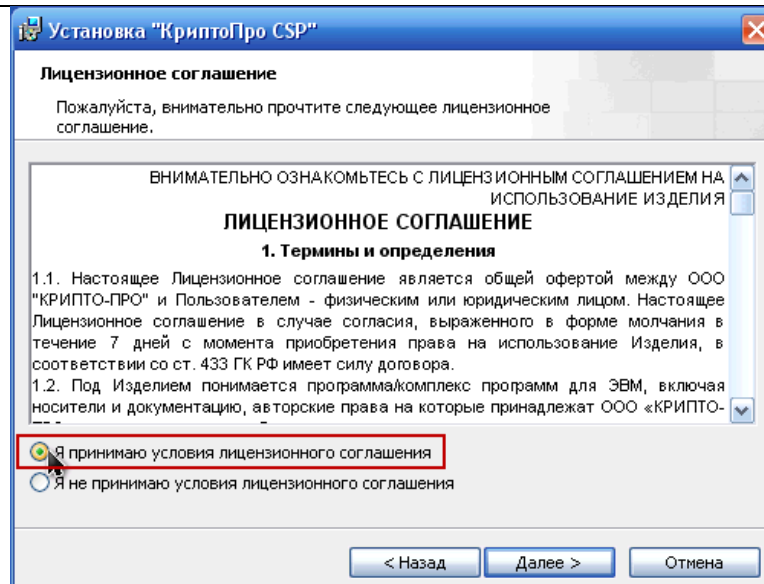 Установка "КриптоПро CSP"
Лицензионное соглашение
Пожалуйста, внимательно прочтите следующее лицензионное
соглашение.
ВНИМАТЕЛЬНО ОЗНАКОМЬТЕСЬ С ЛИЦЕНЗИОННЫМ СОГЛАШЕНИЕМ НА
ИСПОЛЬЗОВАНИЕ ИЗДЕЛИЯ
ЛИЦЕНЗИОННОЕ СОГЛАШЕНИЕ
1. Термины и определения
1.1. Настоящее Лицензионное соглашение является общей офертой между ООО
"КРИПТО-ПРО" и Пользователем - физическим или юридическим лицом. Настоящее
Лицензионное соглашение в случае согласия, выраженного в форме молчания в
течение 7 дней с момента приобретения права на использование Изделия, в
соответствии со ст. 433 ГК РФ имеет силу договора.
1.2. Под Изделием понимается программа/комплекс программ для ЭВМ, включая
носители и документацию, авторские права на которые принадлежат ООО «КРИПТО-
Я принимаю условия лицензионного соглашения
Я не принимаю условия лицензионного соглашения
< Назад
Далее >
Отмена